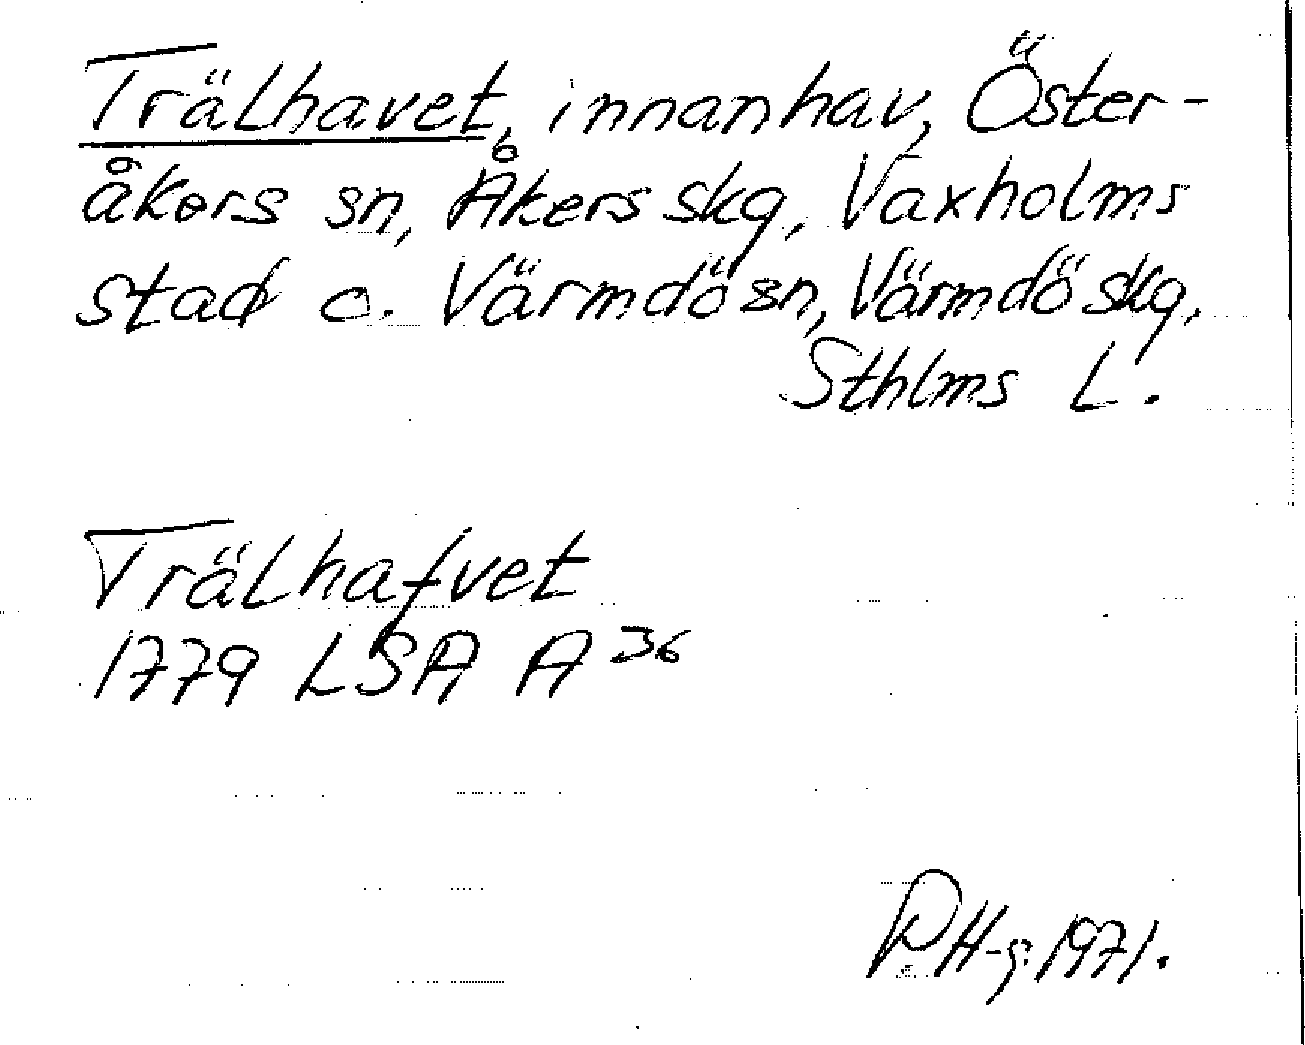 Trälhavet, innanhav, Öster-
åkers sn, Åkers skg, Vaxholms
stad o. Värmdö sn, Värmdö skg,
Sthlms L.
Trälhafvet
1779 LSA A 36
P H-g. 1971.